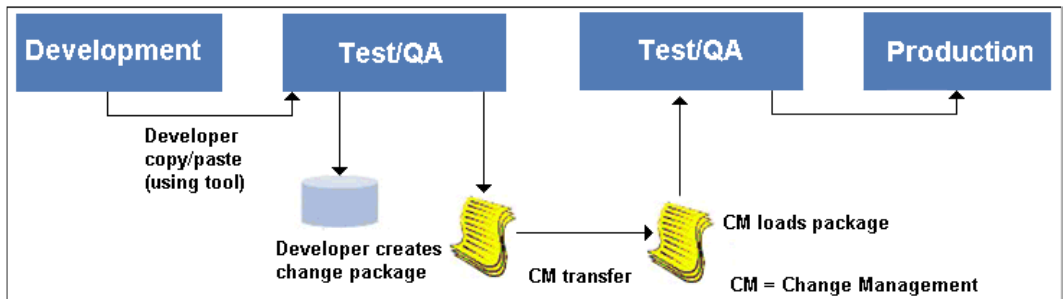 Development
Test/QA
Test/QA
Production
Developer
copy/paste
(using tool)
Developer creates
change package
CM transfer
CM loads package
CM = Change Management